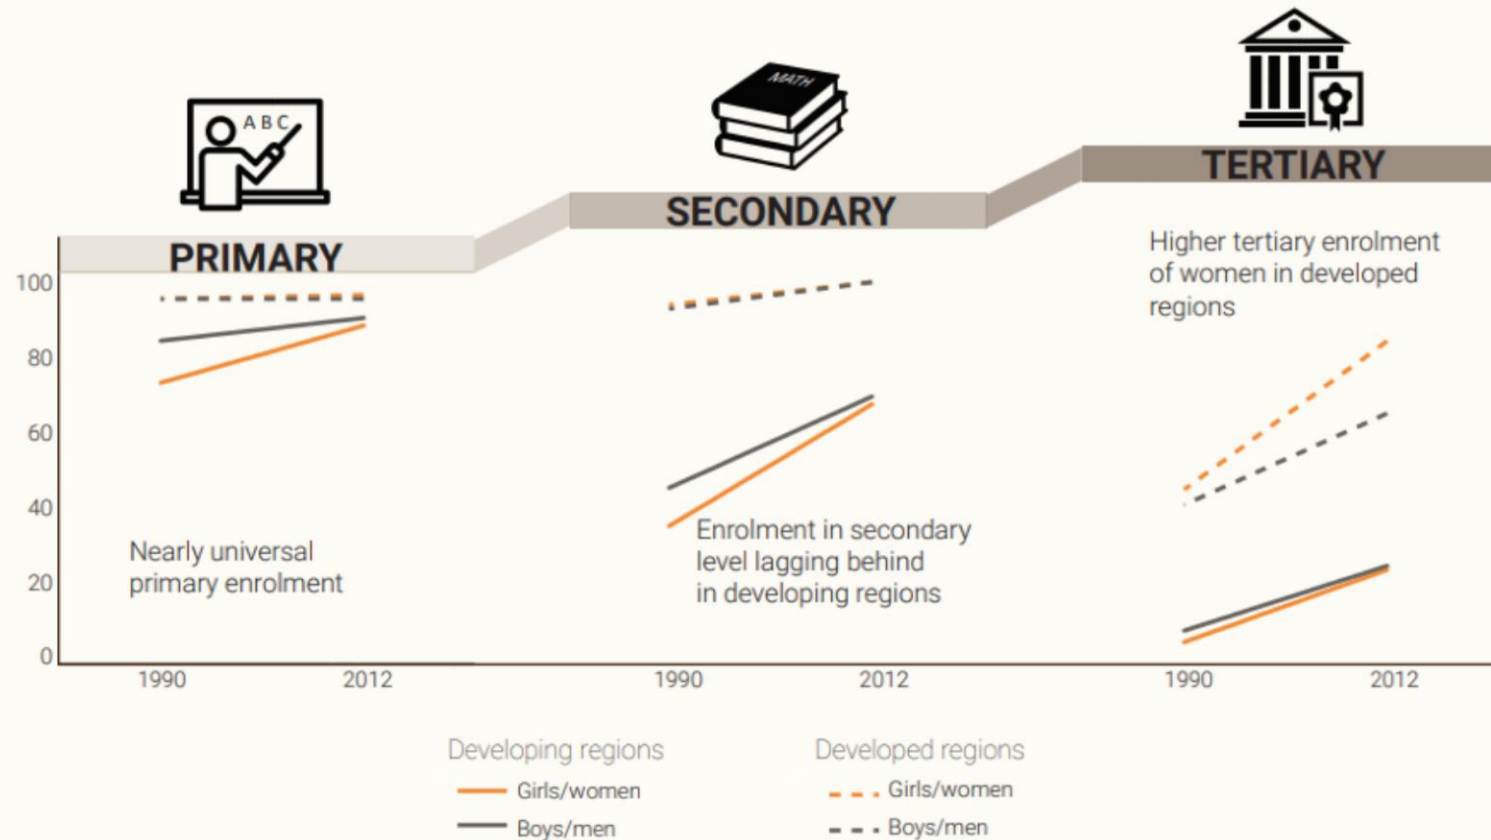 A B C
MATH
PRIMARY
SECONDARY
TERTIARY
Higher tertiary enrolment
of women in developed
regions
100
80
60
40
20
0
Nearly universal
primary enrolment
Enrolment in secondary
level lagging behind
in developing regions
1990
2012
1990
2012
1990
2012
Developing regions
Girls/women
Boys/men
Developed regions
Girls/women
Boys/men